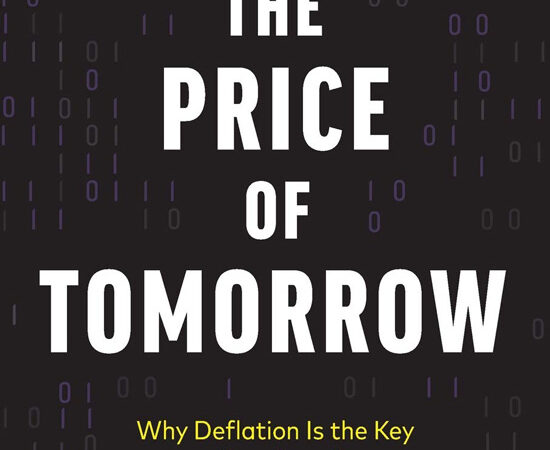 THE
PRICE
OF
TOMORROW
Why Deflation Is the Key